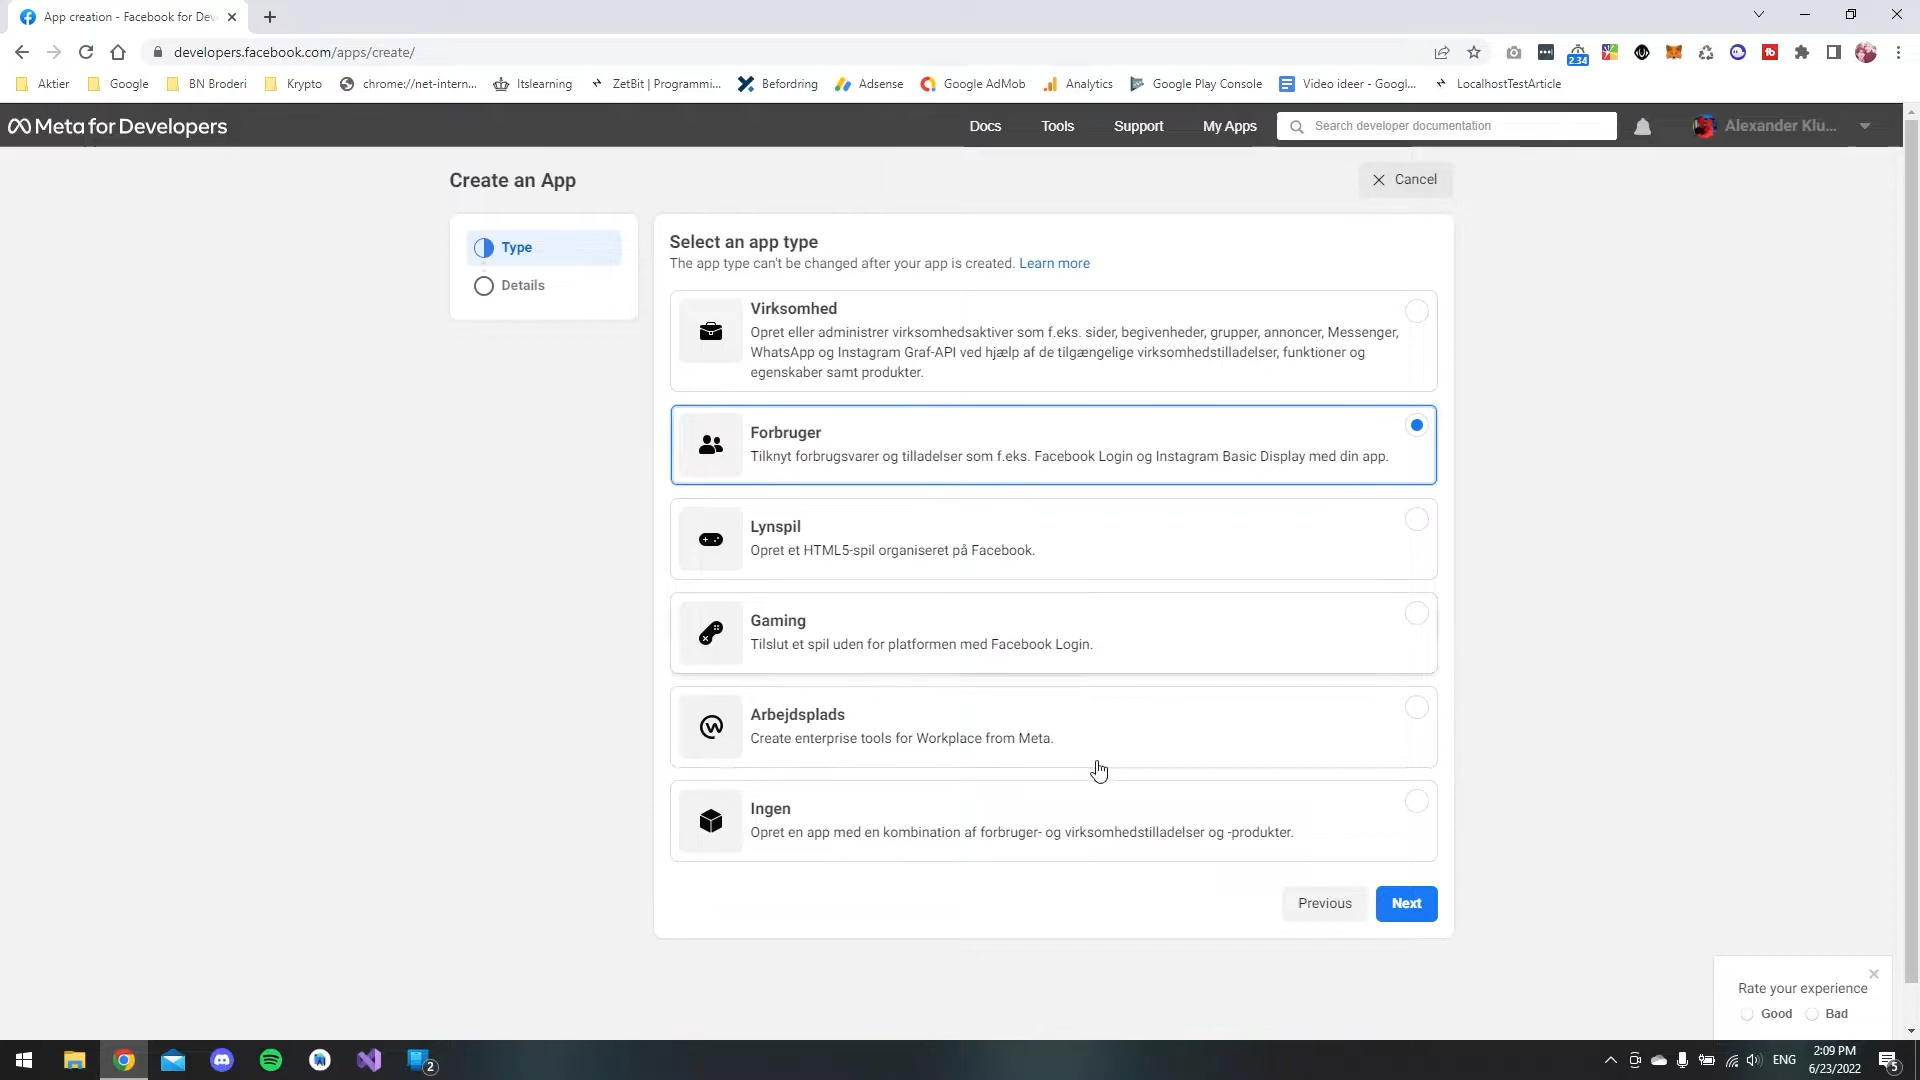 App creation - Facebook for Dev
developers.facebook.com/apps/create/
2.34
Aktier
Google
BN Broderi
Krypto
chrome://net-intern...
Itslearning
ZetBit | Programmi...
Befordring
Adsense
Google AdMob
Analytics
Google Play Console
Video ideer - Googl...
LocalhostTestArticle
Meta for Developers
Docs
Tools
Support
My Apps
Search developer documentation
Alexander Klu...
Create an App
Cancel
Type
Details
Select an app type
The app type can't be changed after your app is created. Learn more
Virksomhed
Opret eller administrer virksomhedsaktiver som f.eks. sider, begivenheder, grupper, annoncer, Messenger,
WhatsApp og Instagram Graf-API ved hjælp af de tilgængelige virksomhedstilladelser, funktioner og
egenskaber samt produkter.
Forbruger
Tilknyt forbrugsvarer og tilladelser som f.eks. Facebook Login og Instagram Basic Display med din app.
Lynspil
Opret et HTML5-spil organiseret på Facebook.
Gaming
Tilslut et spil uden for platformen med Facebook Login.
Arbejdsplads
Create enterprise tools for Workplace from Meta.
Ingen
Opret en app med en kombination af forbruger- og virksomhedstilladelser og -produkter.
Previous
Next
Rate your experience
Good
Bad
2
ENG
2:09 PM
6/23/2022
5